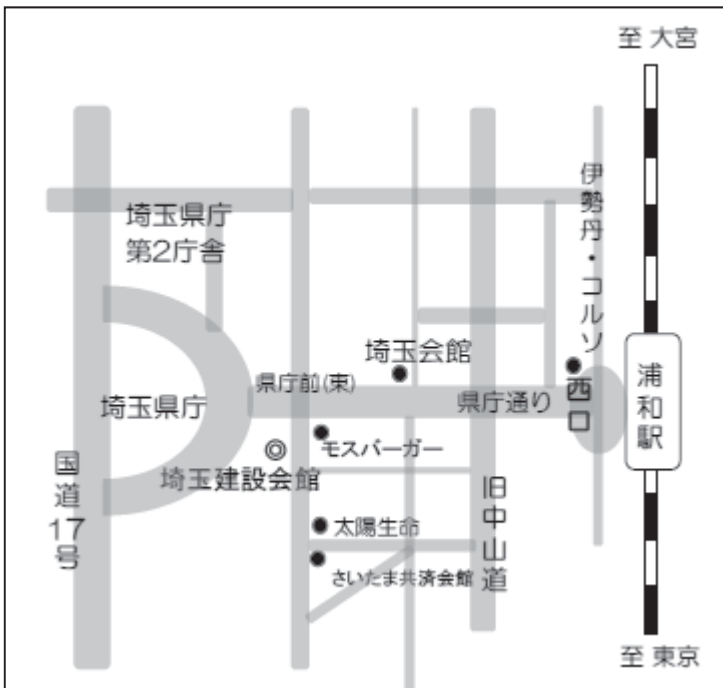 至 大宮
伊勢丹・コルソ
埼玉県庁
第2庁舎
埼玉会館
県庁前(東)
県庁通り
西口
浦和駅
埼玉県庁
モスバーガー
埼玉建設会館
国道17号
旧中山道
太陽生命
さいたま共済会館
至 東京